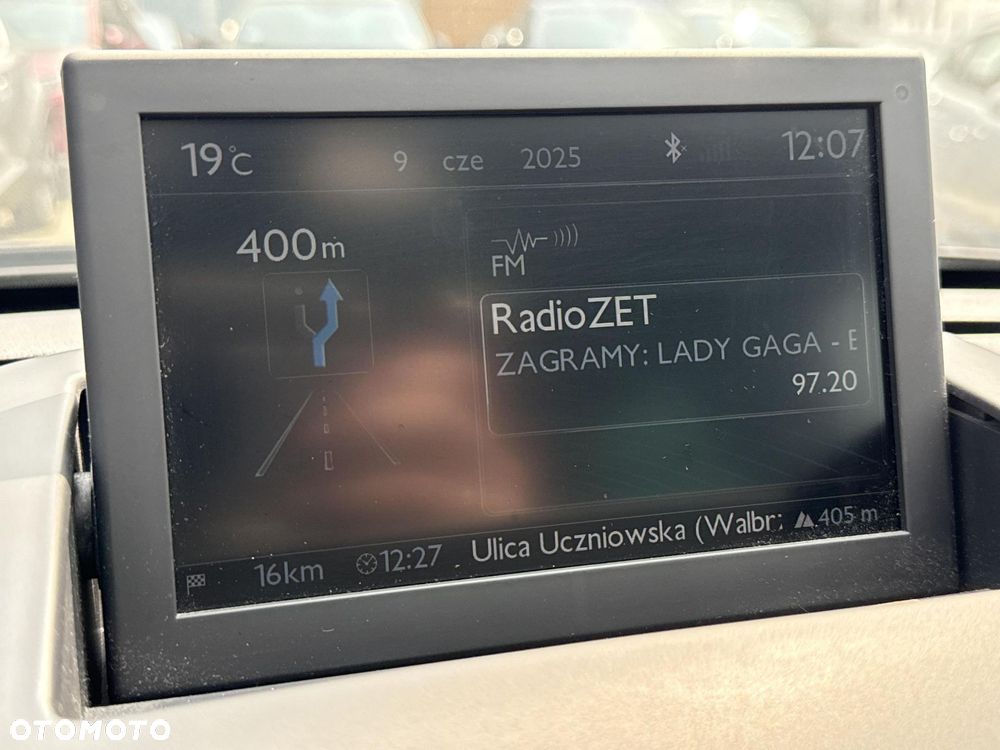 19°C 9 cze 2025 12:07
400m
FM
RadioZET
ZAGRAMY: LADY GAGA - E
97.20
16km 12:27 Ulica Uczniowska (Wałbrz 405 m
OTOMOTO